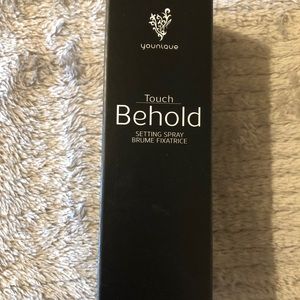 younique
Touch
Behold
SETTING SPRAY
BRUME FIXATRICE